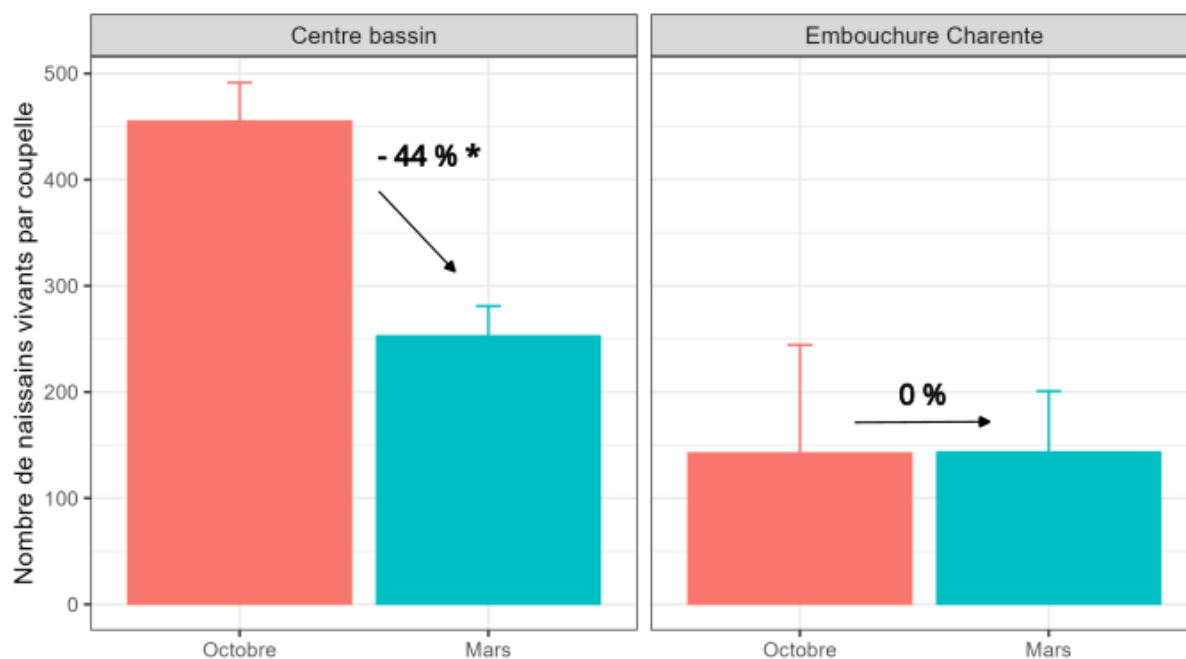 Centre bassin
Embouchure Charente
Nombre de naissains vivants par coupelle
500
400
300
200
100
0
- 44 % *
0 %
Octobre
Mars
Octobre
Mars